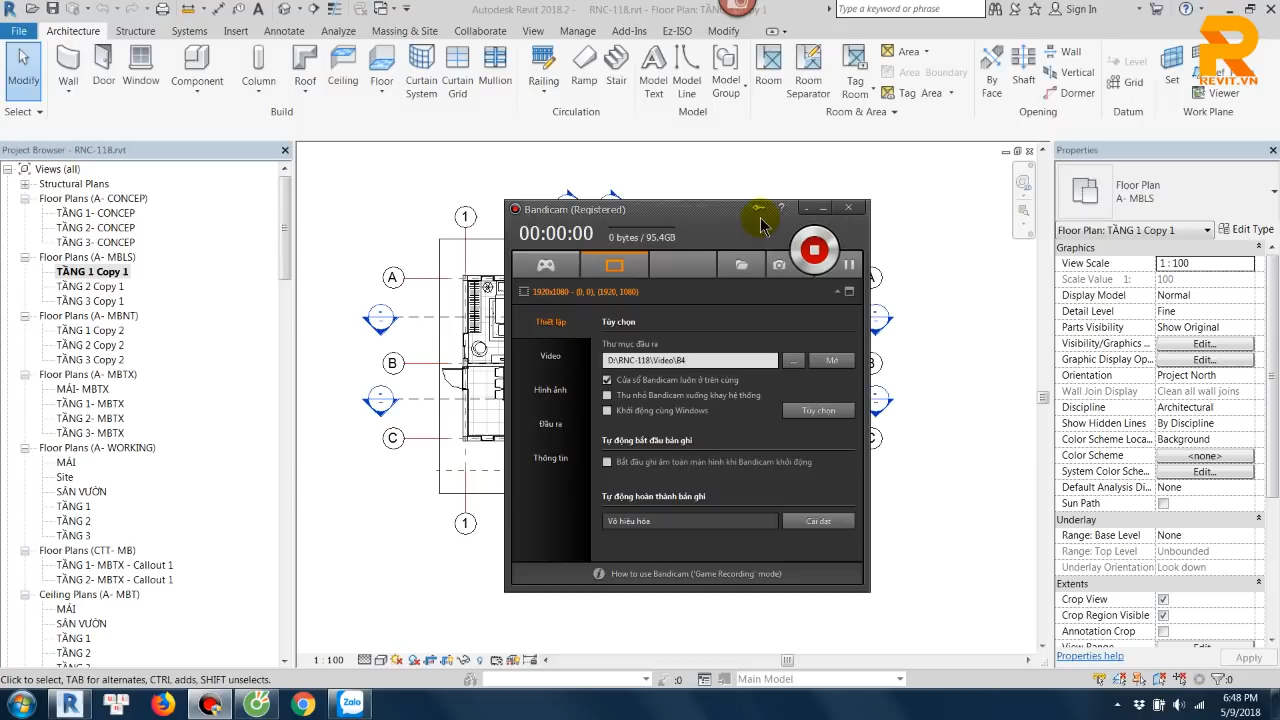 Autodesk Revit 2018.2 - RNC-118.rvt - Floor Plan: TẦNG 1 Copy 1
Type a keyword or phrase
Sign In
REVIT.VN
File
Architecture
Structure
Systems
Insert
Annotate
Analyze
Massing & Site
Collaborate
View
Manage
Add-Ins
Ez-ISO
Modify
Modify
Wall
Door
Window
Component
Column
Roof
Ceiling
Floor
Curtain System
Curtain Grid
Mullion
Railing
Ramp
Stair
Model Text
Model Line
Model Group
Room
Room Separator
Tag Room
Area
Area Boundary
Tag Area
By Face
Shaft
Wall
Vertical
Dormer
Level
Grid
Set
Viewer
Select
Build
Circulation
Model
Room & Area
Opening
Datum
Work Plane
Project Browser - RNC-118.rvt
Views (all)
Structural Plans
Floor Plans (A- CONCEP)
TẦNG 1- CONCEP
TẦNG 2- CONCEP
TẦNG 3- CONCEP
Floor Plans (A- MBLS)
TẦNG 1 Copy 1
TẦNG 2 Copy 1
TẦNG 3 Copy 1
Floor Plans (A- MBNT)
TẦNG 1 Copy 2
TẦNG 2 Copy 2
TẦNG 3 Copy 2
Floor Plans (A- MBTX)
MÁI- MBTX
TẦNG 1- MBTX
TẦNG 2- MBTX
TẦNG 3- MBTX
Floor Plans (A- WORKING)
MÁI
Site
SÂN VƯỜN
TẦNG 1
TẦNG 2
TẦNG 3
Floor Plans (CTT- MB)
TẦNG 1- MBTX - Callout 1
TẦNG 2- MBTX - Callout 1
Ceiling Plans (A- MBT)
MÁI
SÂN VƯỜN
TẦNG 1
TẦNG 2
1
A
B
C
1
A
B
C
Bandicam (Registered)
00:00:00
0 bytes / 95.4GB
1920x1080 - (0, 0), (1920, 1080)
Thiết lập
Video
Hình ảnh
Đầu ra
Thông tin
Tùy chọn
Thư mục đầu ra
D:\RNC-118\Video\B4
...
Mở
Cửa sổ Bandicam luôn ở trên cùng
Thu nhỏ Bandicam xuống khay hệ thống
Khởi động cùng Windows
Tùy chọn
Tự động bắt đầu bản ghi
Bắt đầu ghi âm toàn màn hình khi Bandicam khởi động
Tự động hoàn thành bản ghi
Vô hiệu hóa
Cài đặt
How to use Bandicam ('Game Recording' mode)
Properties
Floor Plan
A- MBLS
Floor Plan: TẦNG 1 Copy 1
Edit Type
Graphics
View Scale 1 : 100
Scale Value 1: 100
Display Model Normal
Detail Level Fine
Parts Visibility Show Original
Visibility/Graphics ... Edit...
Graphic Display Op... Edit...
Orientation Project North
Wall Join Display Clean all wall joins
Discipline Architectural
Show Hidden Lines By Discipline
Color Scheme Loca... Background
Color Scheme <none>
System Color Sche... Edit...
Default Analysis Di... None
Sun Path
Underlay
Range: Base Level None
Range: Top Level Unbounded
Underlay Orientation Look down
Extents
Crop View
Crop Region Visible
Annotation Crop
Properties help
Apply
1 : 100
Click to select, TAB for alternates, CTRL adds, SHIFT unselects.
:0
Main Model
:0
Zalo
6:48 PM
5/9/2018